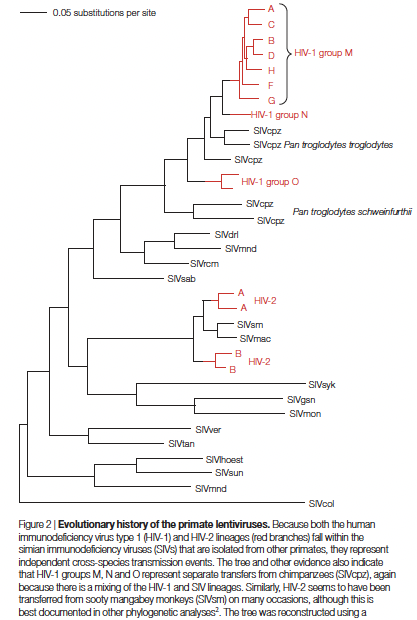 0.05 substitutions per site
A
C
B
D
H
F
G
HIV-1 group M
HIV-1 group N
SIVcpz
SIVcpz Pan troglodytes troglodytes
SIVcpz
HIV-1 group O
SIVcpz
Pan troglodytes schweinfurthii
SIVcpz
SIVdrl
SIVmnd
SIVrcm
SIVsab
A
HIV-2
A
SIVsm
SIVmac
B
HIV-2
B
SIVsyk
SIVgsn
SIVmon
SIVver
SIVtan
SIVlhoest
SIVsun
SIVmnd
SIVcol
Figure 2 | Evolutionary history of the primate lentiviruses. Because both the human
immunodeficiency virus type 1 (HIV-1) and HIV-2 lineages (red branches) fall within the
simian immunodeficiency viruses (SIVs) that are isolated from other primates, they represent
independent cross-species transmission events. The tree and other evidence also indicate
that HIV-1 groups M, N and O represent separate transfers from chimpanzees (SIVcpz), again
because there is a mixing of the HIV-1 and SIV lineages. Similarly, HIV-2 seems to have been
transferred from sooty mangabey monkeys (SIVsm) on many occasions, although this is
best documented in other phylogenetic analyses². The tree was reconstructed using a